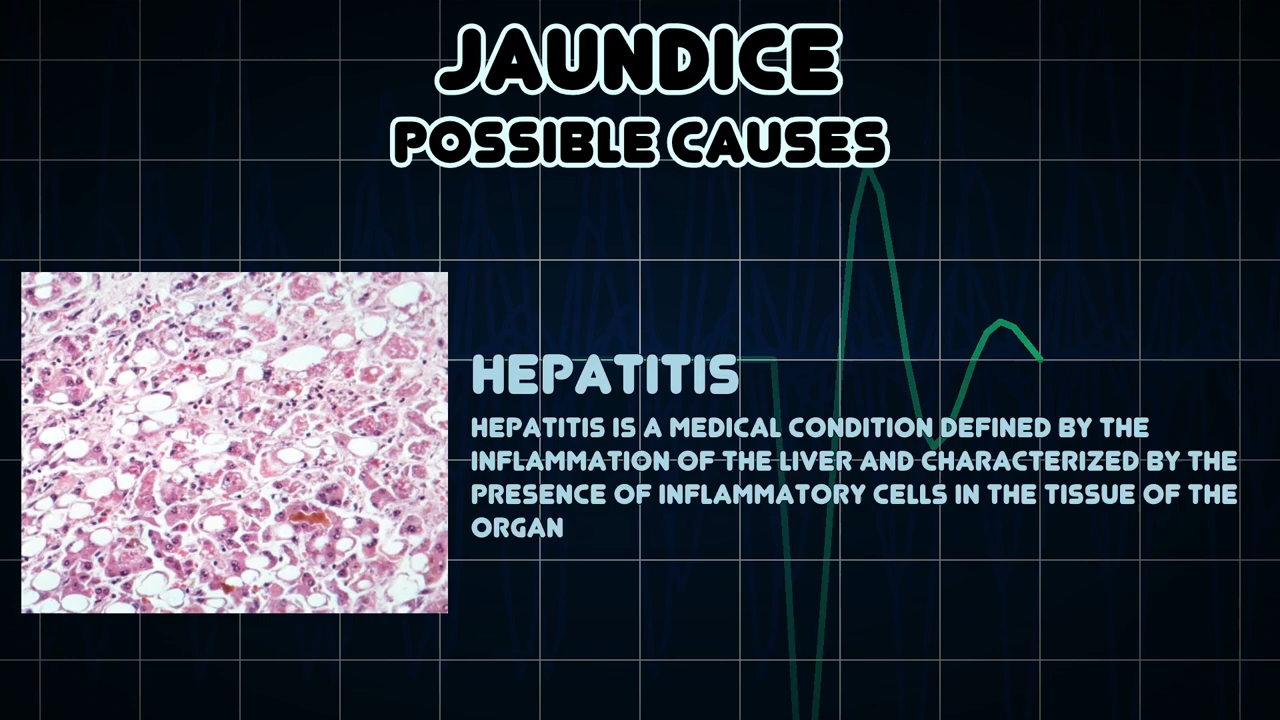 JAUNDICE
POSSIBLE CAUSES
HEPATITIS
HEPATITIS IS A MEDICAL CONDITION DEFINED BY THE
INFLAMMATION OF THE LIVER AND CHARACTERIZED BY THE
PRESENCE OF INFLAMMATORY CELLS IN THE TISSUE OF THE
ORGAN